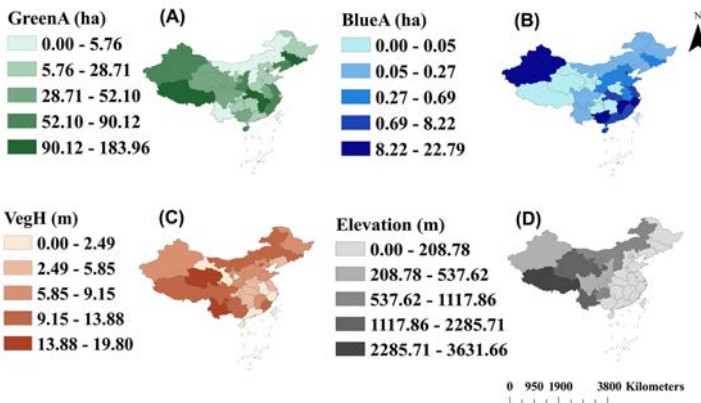 GreenA (ha)
(A)
0.00 - 5.76
5.76 - 28.71
28.71 - 52.10
52.10 - 90.12
90.12 - 183.96
BlueA (ha)
(B)
N
0.00 - 0.05
0.05 - 0.27
0.27 - 0.69
0.69 - 8.22
8.22 - 22.79
VegH (m)
(C)
0.00 - 2.49
2.49 - 5.85
5.85 - 9.15
9.15 - 13.88
13.88 - 19.80
Elevation (m)
(D)
0.00 - 208.78
208.78 - 537.62
537.62 - 1117.86
1117.86 - 2285.71
2285.71 - 3631.66
0 950 1900 3800 Kilometers